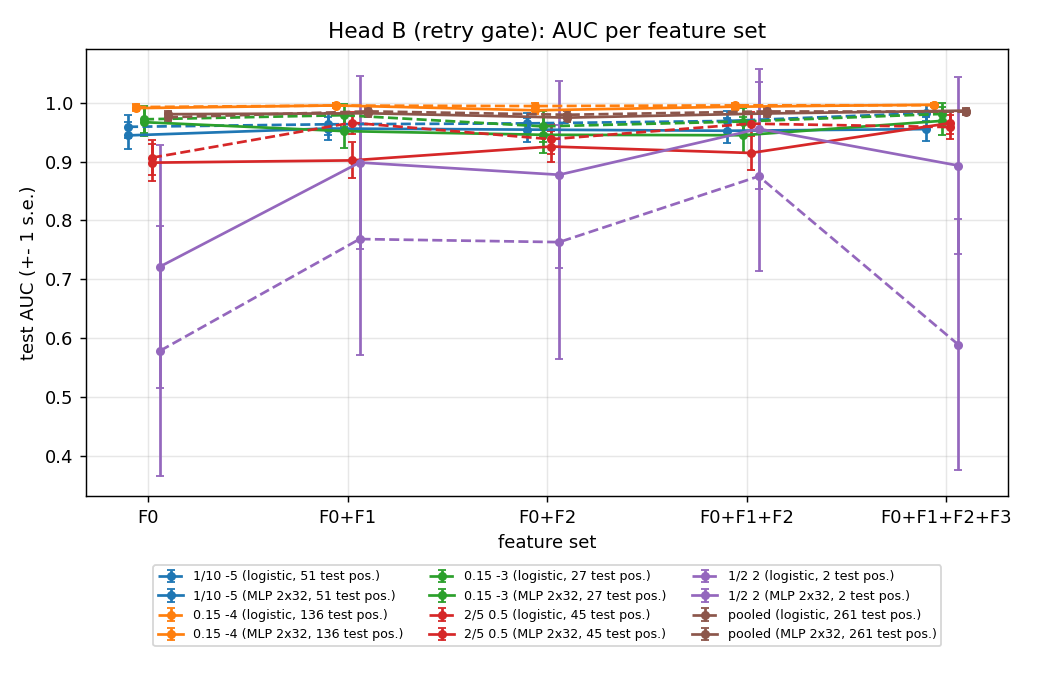 Head B (retry gate): AUC per feature set
test AUC (+- 1 s.e.)
1.0
0.9
0.8
0.7
0.6
0.5
0.4
F0 F0+F1 F0+F2 F0+F1+F2 F0+F1+F2+F3
feature set
1/10 -5 (logistic, 51 test pos.) 0.15 -3 (logistic, 27 test pos.) 1/2 2 (logistic, 2 test pos.)
1/10 -5 (MLP 2x32, 51 test pos.) 0.15 -3 (MLP 2x32, 27 test pos.) 1/2 2 (MLP 2x32, 2 test pos.)
0.15 -4 (logistic, 136 test pos.) 2/5 0.5 (logistic, 45 test pos.) pooled (logistic, 261 test pos.)
0.15 -4 (MLP 2x32, 136 test pos.) 2/5 0.5 (MLP 2x32, 45 test pos.) pooled (MLP 2x32, 261 test pos.)